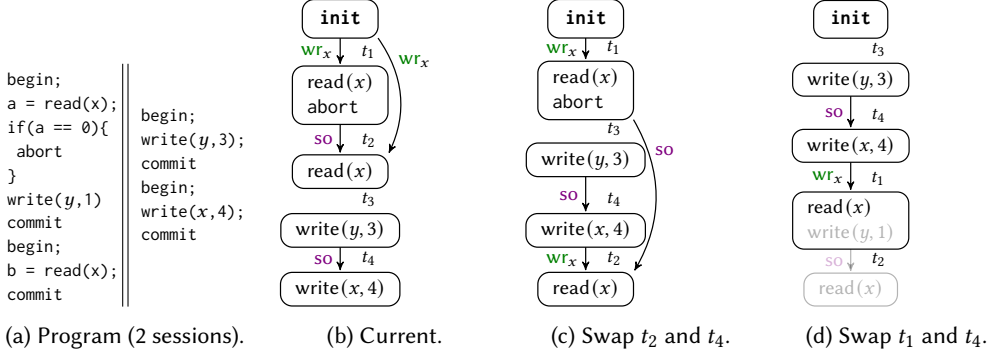 begin;
a = read(x);
if(a == 0){
abort
}
write(y,1)
commit
begin;
b = read(x);
commit
begin;
write(y,3);
commit
begin;
write(x,4);
commit
(a) Program (2 sessions).
init
wrₓ t₁
wrₓ
read(x)
abort
so t₂
read(x)
t₃
write(y, 3)
so t₄
write(x, 4)
(b) Current.
init
wrₓ t₁
read(x)
abort
t₃
so
write(y, 3)
so t₄
write(x, 4)
wrₓ t₂
read(x)
(c) Swap t₂ and t₄.
init
t₃
write(y, 3)
so t₄
write(x, 4)
wrₓ t₁
read(x)
write(y, 1)
so t₂
read(x)
(d) Swap t₁ and t₄.